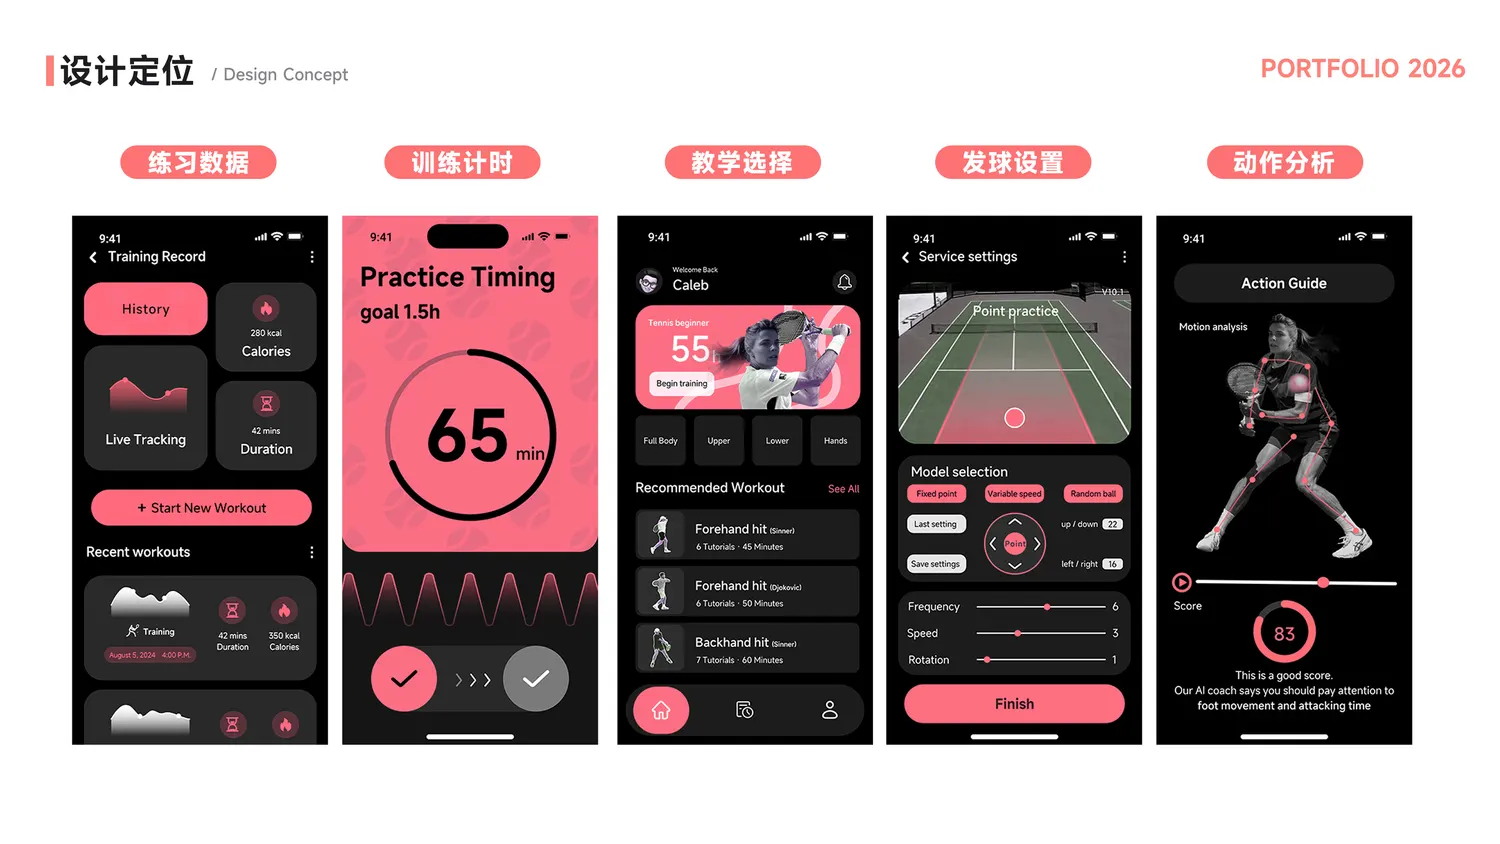 设计定位
/ Design Concept
PORTFOLIO 2026
练习数据
训练计时
教学选择
发球设置
动作分析
9:41
Training Record
History
280 kcal
Calories
Live Tracking
42 mins
Duration
+ Start New Workout
Recent workouts
Training
August 5, 2024 4:00 P.M.
42 mins
Duration
350 kcal
Calories
9:41
Practice Timing
goal 1.5h
65 min
9:41
Welcome Back
Caleb
Tennis beginner
55
Begin training
Full Body
Upper
Lower
Hands
Recommended Workout
See All
Forehand hit (Sinner)
6 Tutorials · 45 Minutes
Forehand hit (Djokovic)
6 Tutorials · 50 Minutes
Backhand hit (Sinner)
7 Tutorials · 60 Minutes
9:41
Service settings
V10.1
Point practice
Model selection
Fixed point
Variable speed
Random ball
Last setting
Point
up / down 22
Save settings
left / right 16
Frequency 6
Speed 3
Rotation 1
Finish
9:41
Action Guide
Motion analysis
Score
83
This is a good score.
Our AI coach says you should pay attention to
foot movement and attacking time